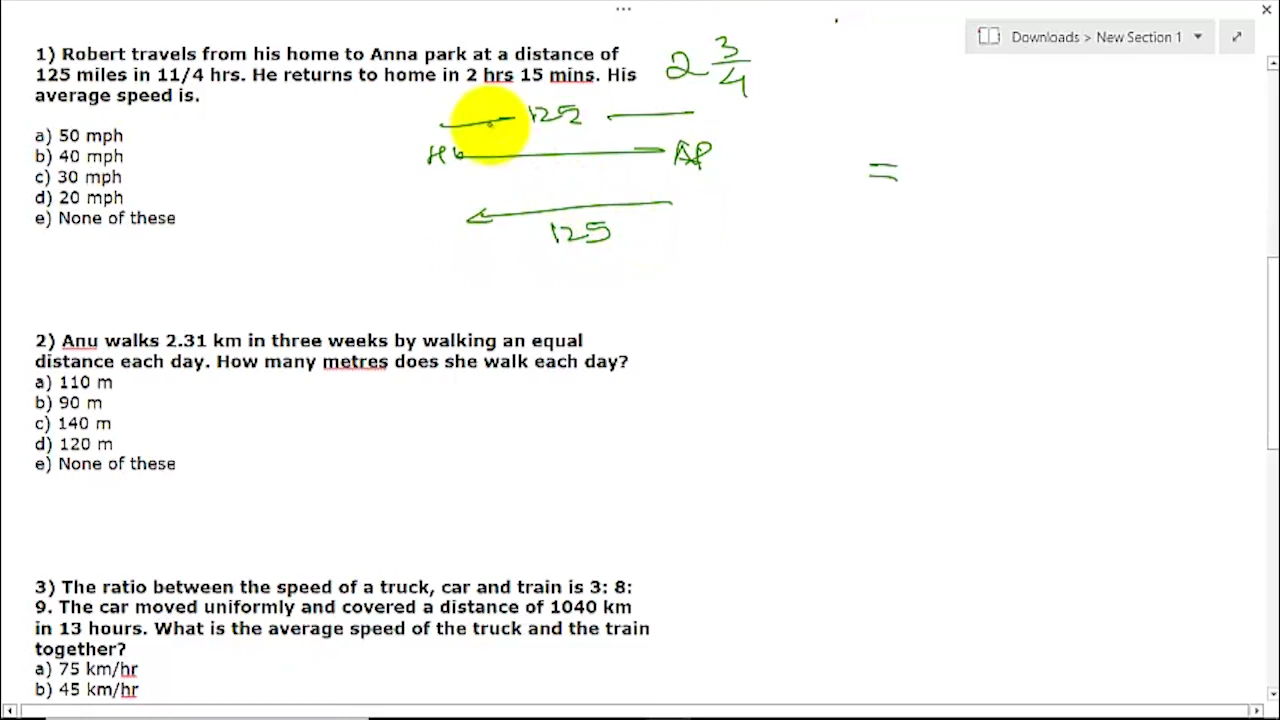 ...
Downloads > New Section 1
1) Robert travels from his home to Anna park at a distance of
125 miles in 11/4 hrs. He returns to home in 2 hrs 15 mins. His
average speed is.
2 3/4
125
H
AP
=
125
a) 50 mph
b) 40 mph
c) 30 mph
d) 20 mph
e) None of these
2) Anu walks 2.31 km in three weeks by walking an equal
distance each day. How many metres does she walk each day?
a) 110 m
b) 90 m
c) 140 m
d) 120 m
e) None of these
3) The ratio between the speed of a truck, car and train is 3: 8:
9. The car moved uniformly and covered a distance of 1040 km
in 13 hours. What is the average speed of the truck and the train
together?
a) 75 km/hr
b) 45 km/hr